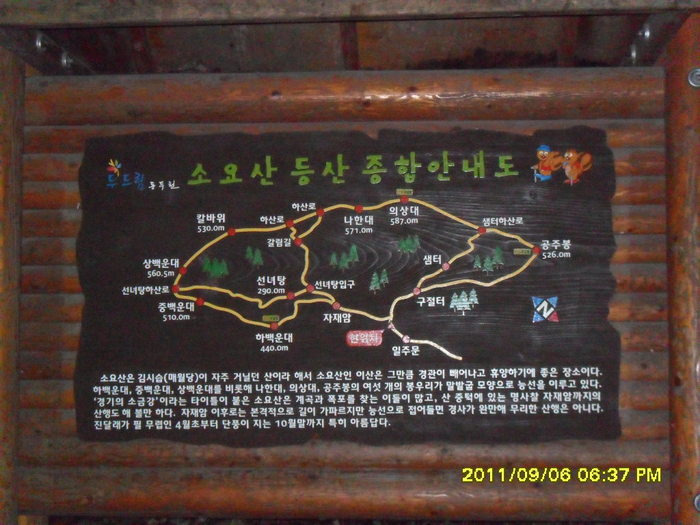 두드림 동두천
소요산 등산 종합안내도
의상대
587.0m
하산로
나한대
571.0m
칼바위
530.0m
하산로
갈림길
샘터하산로
공주봉
526.0m
상백운대
560.5m
샘터
선녀탕
290.0m
선녀탕입구
선녀탕하산로
중백운대
510.0m
구절터
자재암
하백운대
440.0m
현위치
일주문
N
소요산은 김시습(매월당)이 자주 거닐던 산이라 해서 소요산인 이산은 그만큼 경관이 빼어나고 휴양하기에 좋은 장소이다.
하백운대, 중백운대, 상백운대를 비롯해 나한대, 의상대, 공주봉의 여섯 개의 봉우리가 말발굽 모양으로 능선을 이루고 있다.
'경기의 소금강'이라는 타이틀이 붙은 소요산은 계곡과 폭포를 찾는 이들이 많고, 산 중턱에 있는 명사찰 자재암까지의
산행도 해 볼만 하다. 자재암 이후로는 본격적으로 길이 가파르지만 능선으로 접어들면 경사가 완만해 무리한 산행은 아니다.
진달래가 필 무렵인 4월초부터 단풍이 지는 10월말까지 특히 아름답다.
2011/09/06 06:37 PM